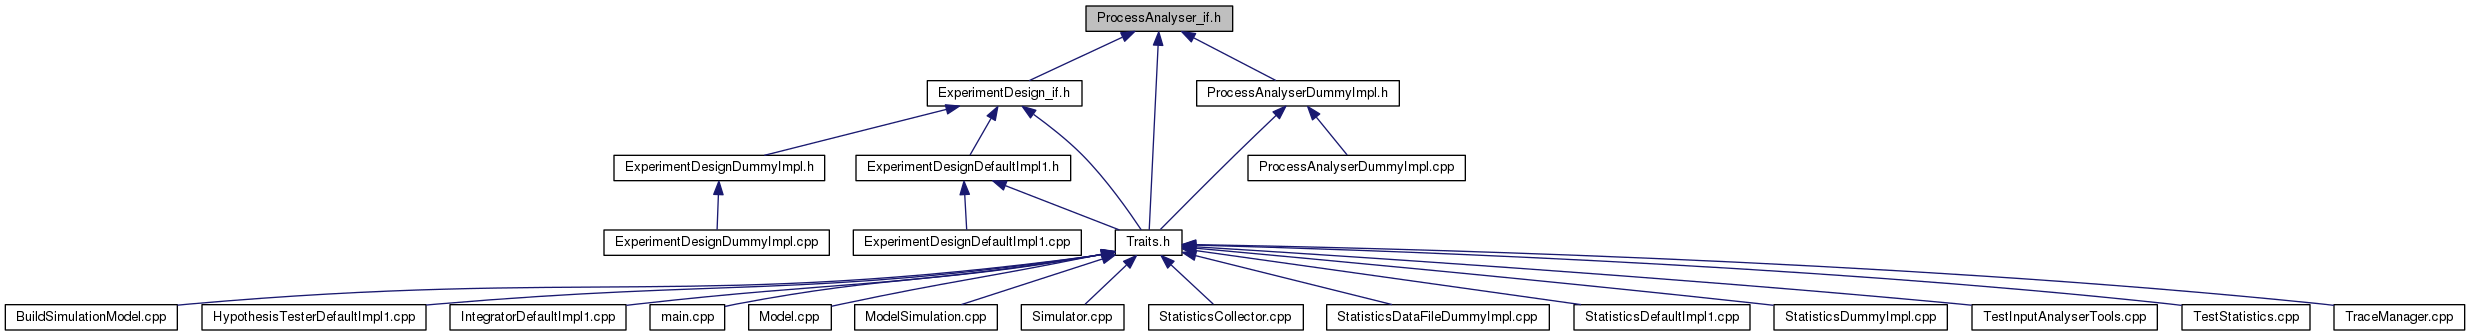 ProcessAnalyser_if.h
ExperimentDesign_if.h
ProcessAnalyserDummyImpl.h
ExperimentDesignDummyImpl.h
ExperimentDesignDefaultImpl1.h
ProcessAnalyserDummyImpl.cpp
ExperimentDesignDummyImpl.cpp
ExperimentDesignDefaultImpl1.cpp
Traits.h
BuildSimulationModel.cpp
HypothesisTesterDefaultImpl1.cpp
IntegratorDefaultImpl1.cpp
main.cpp
Model.cpp
ModelSimulation.cpp
Simulator.cpp
StatisticsCollector.cpp
StatisticsDataFileDummyImpl.cpp
StatisticsDefaultImpl1.cpp
StatisticsDummyImpl.cpp
TestInputAnalyserTools.cpp
TestStatistics.cpp
TraceManager.cpp